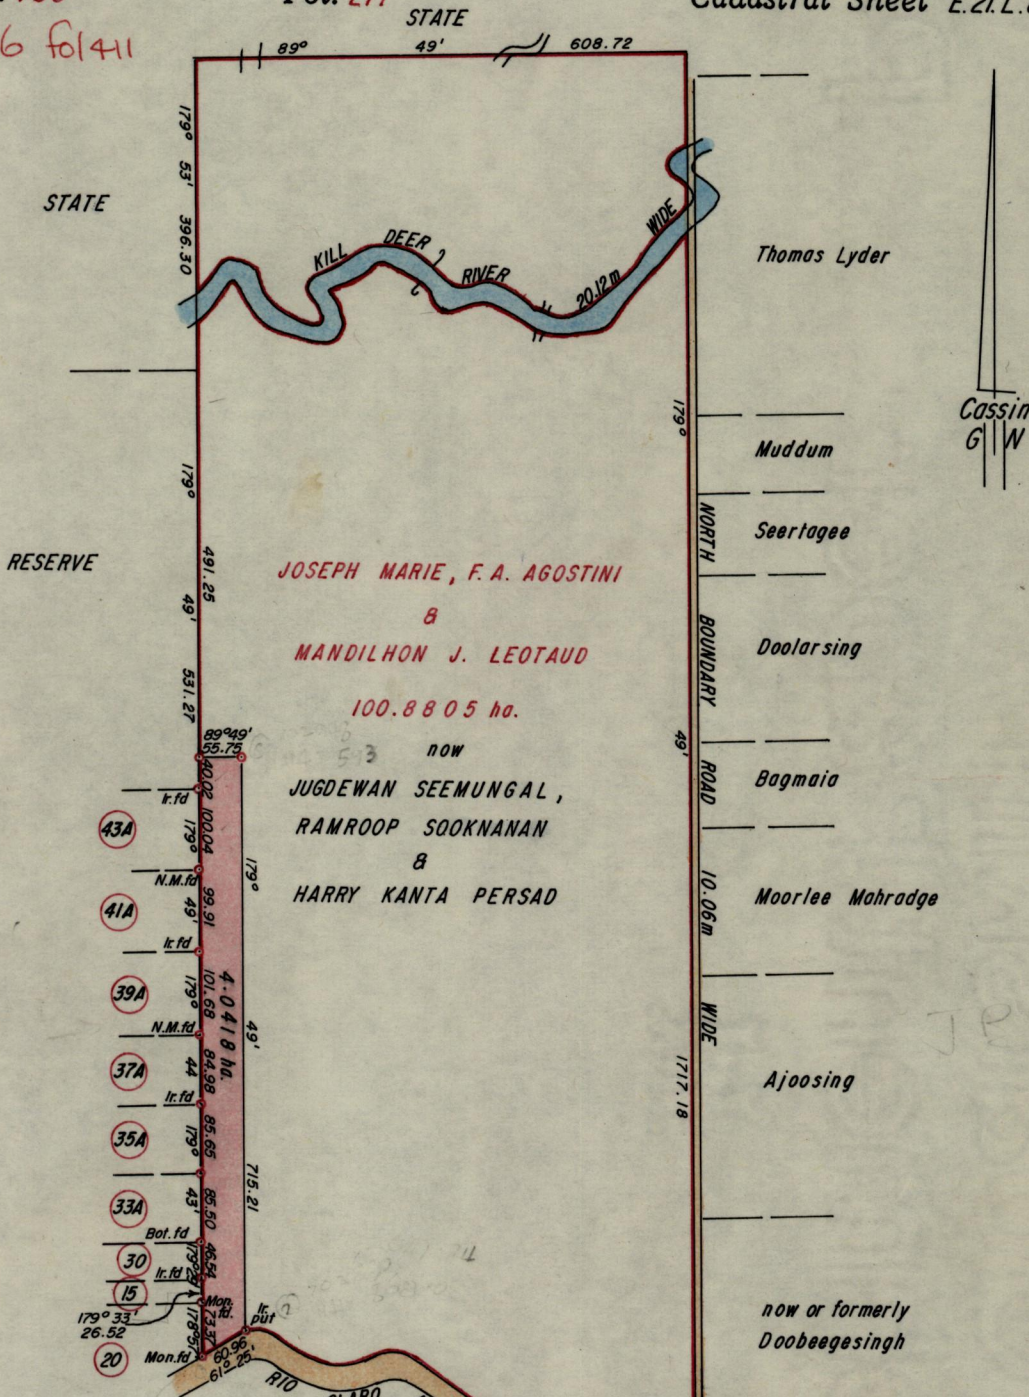 6 fol 411
STATE
89° 49' 608.72
179° 53' 396.30
STATE
KILL DEER RIVER 20.12m WIDE
Thomas Lyder
179°
G N
Muddum
Seertagee
NORTH BOUNDARY ROAD 10.06m WIDE
RESERVE
179° 49'
491.25
531.27
JOSEPH MARIE, F. A. AGOSTINI
&
MANDILHON J. LEOTAUD
100.8805 ha.
now
JUGDEWAN SEEMUNGAL,
RAMROOP SOOKNANAN
&
HARRY KANTA PERSAD
Doolarsing
49'
Bagmaia
Moorlee Mahradge
Ajoosing
1717.18
now or formerly
Doobeegesingh
89°49'
55.75
40.02
Ir.fd
43A
179°
100.04
N.M.fd
41A
49'
99.91
Ir.fd
39A
179°
101.68
4.0418 ha.
N.M.fd
37A
44
84.98
Ir.fd
35A
179°
85.65
33A
43'
85.50
Bot.fd
30
46.54
Ir.fd
15
Mon.
fd.
179° 33'
26.52
73.37
178°57'
20
Mon.fd
179° 49' 715.21
Ir.
put
60.96
61° 25'
RIO CLARO